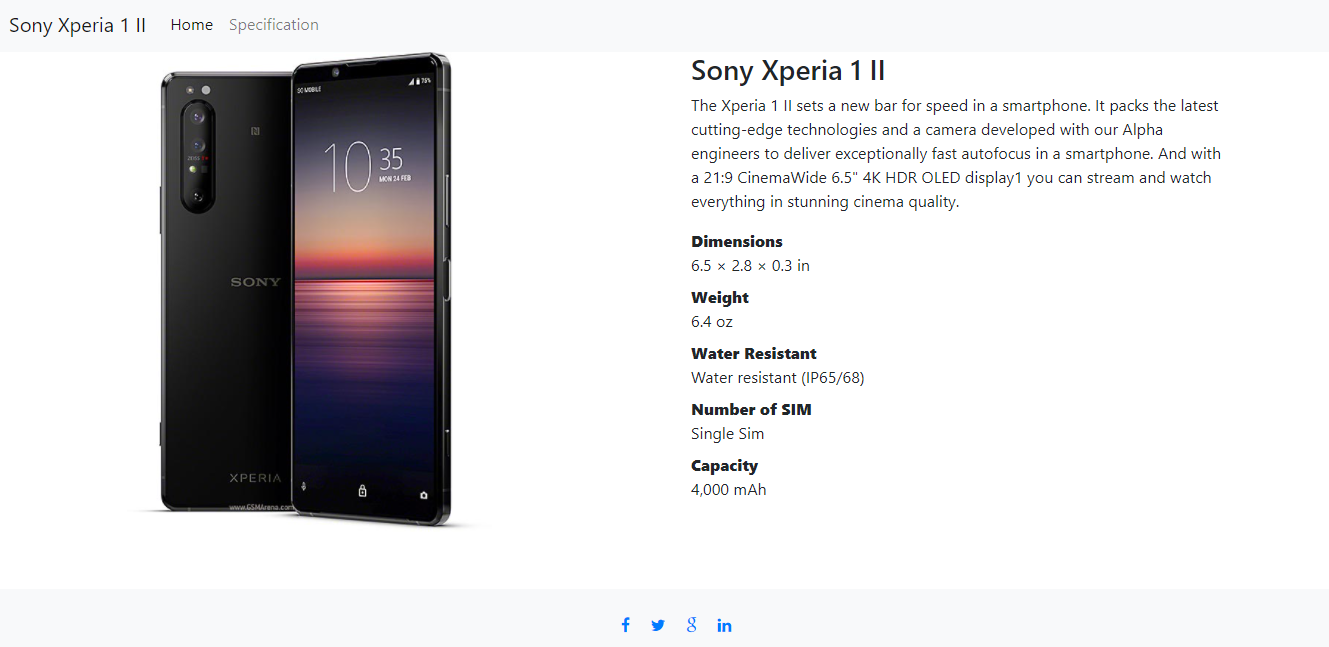 Sony Xperia 1 II Home Specification
SG MOBILE 76%
10 35
MON 24 FEB
SONY
XPERIA
www.GSMArena.com
Sony Xperia 1 II
The Xperia 1 II sets a new bar for speed in a smartphone. It packs the latest
cutting-edge technologies and a camera developed with our Alpha
engineers to deliver exceptionally fast autofocus in a smartphone. And with
a 21:9 CinemaWide 6.5" 4K HDR OLED display1 you can stream and watch
everything in stunning cinema quality.
Dimensions
6.5 × 2.8 × 0.3 in
Weight
6.4 oz
Water Resistant
Water resistant (IP65/68)
Number of SIM
Single Sim
Capacity
4,000 mAh